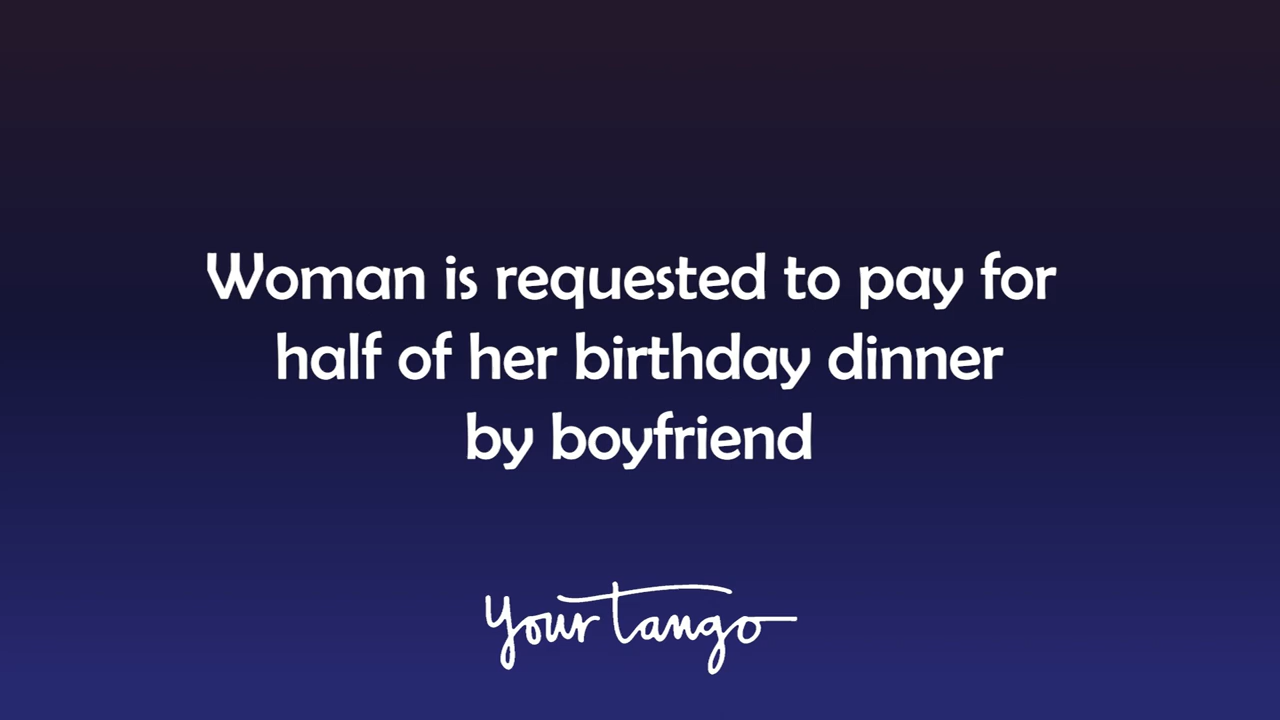 Woman is requested to pay for
half of her birthday dinner
by boyfriend
yourtango